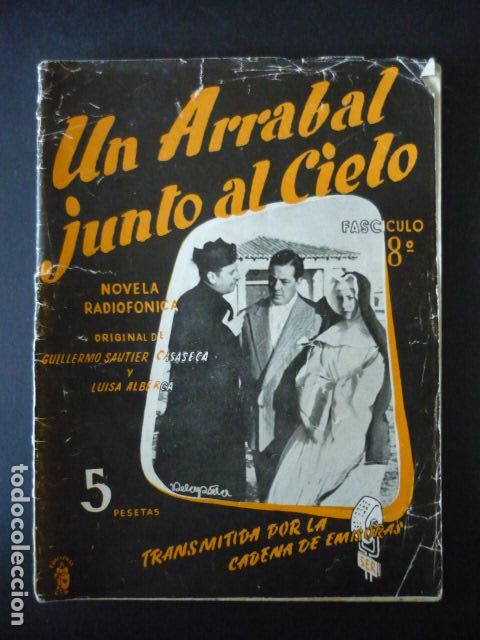 Un Arrabal
junto al Cielo
FASCICULO
8º
NOVELA
RADIOFONICA
ORIGINAL DE
GUILLERMO SAUTIER CASASECA
Y
LUISA ALBERCA
5
PESETAS
TRANSMITIDA POR LA
CADENA DE EMISORAS
SER
todocoleccion.net